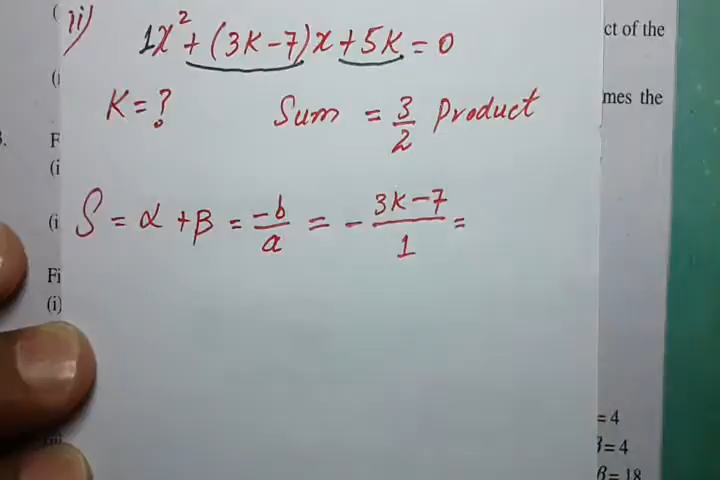 ii) 1x² + (3K-7)x + 5K = 0
ct of the
K = ? Sum = 3/2 Product
mes the
F
(i
S = α + β = -b/a = - 3K-7/1 =
(i
Fi
(i)
= 4
= 4
β = 18